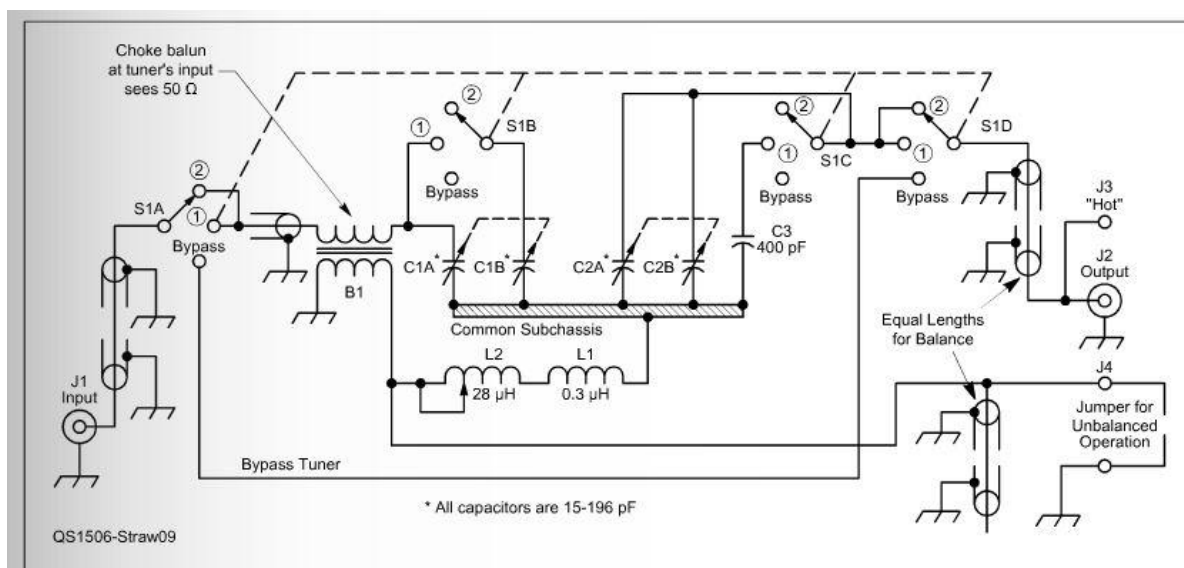 Choke balun
at tuner's input
sees 50 Ω
②
①
S1B
Bypass
②
①
S1C
Bypass
②
①
S1D
Bypass
②
S1A
①
Bypass
B1
C1A*
C1B*
C2A*
C2B*
C3
400 pF
J3
"Hot"
J2
Output
Common Subchassis
Equal Lengths
for Balance
L2
28 µH
L1
0.3 µH
J1
Input
J4
Jumper for
Unbalanced
Operation
Bypass Tuner
* All capacitors are 15-196 pF
QS1506-Straw09